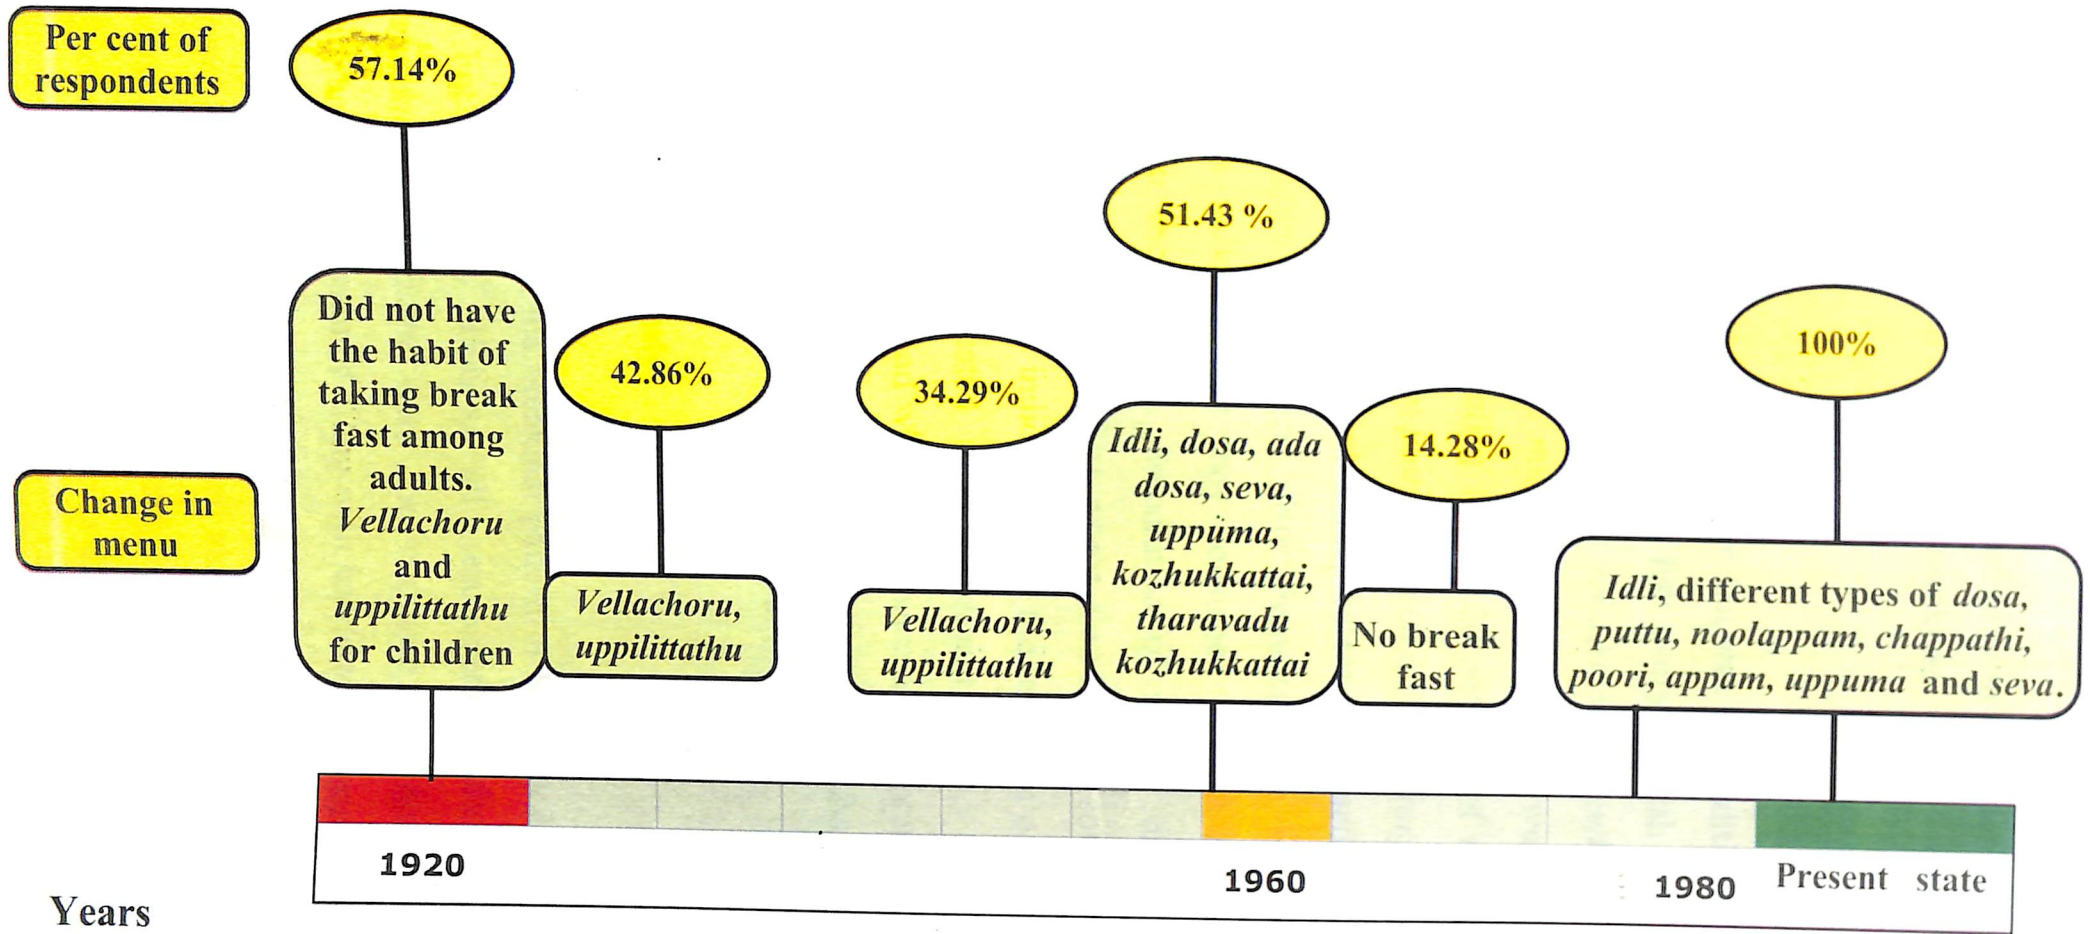 Per cent of
respondents
57.14%
51.43 %
100%
42.86%
34.29%
14.28%
Change in
menu
Did not have
the habit of
taking break
fast among
adults.
Vellachoru
and
uppilittathu
for children
Vellachoru,
uppilittathu
Vellachoru,
uppilittathu
Idli, dosa, ada
dosa, seva,
uppuma,
kozhukkattai,
tharavadu
kozhukkattai
No break
fast
Idli, different types of dosa,
puttu, noolappam, chappathi,
poori, appam, uppuma and seva.
Years
1920
1960
1980
Present state